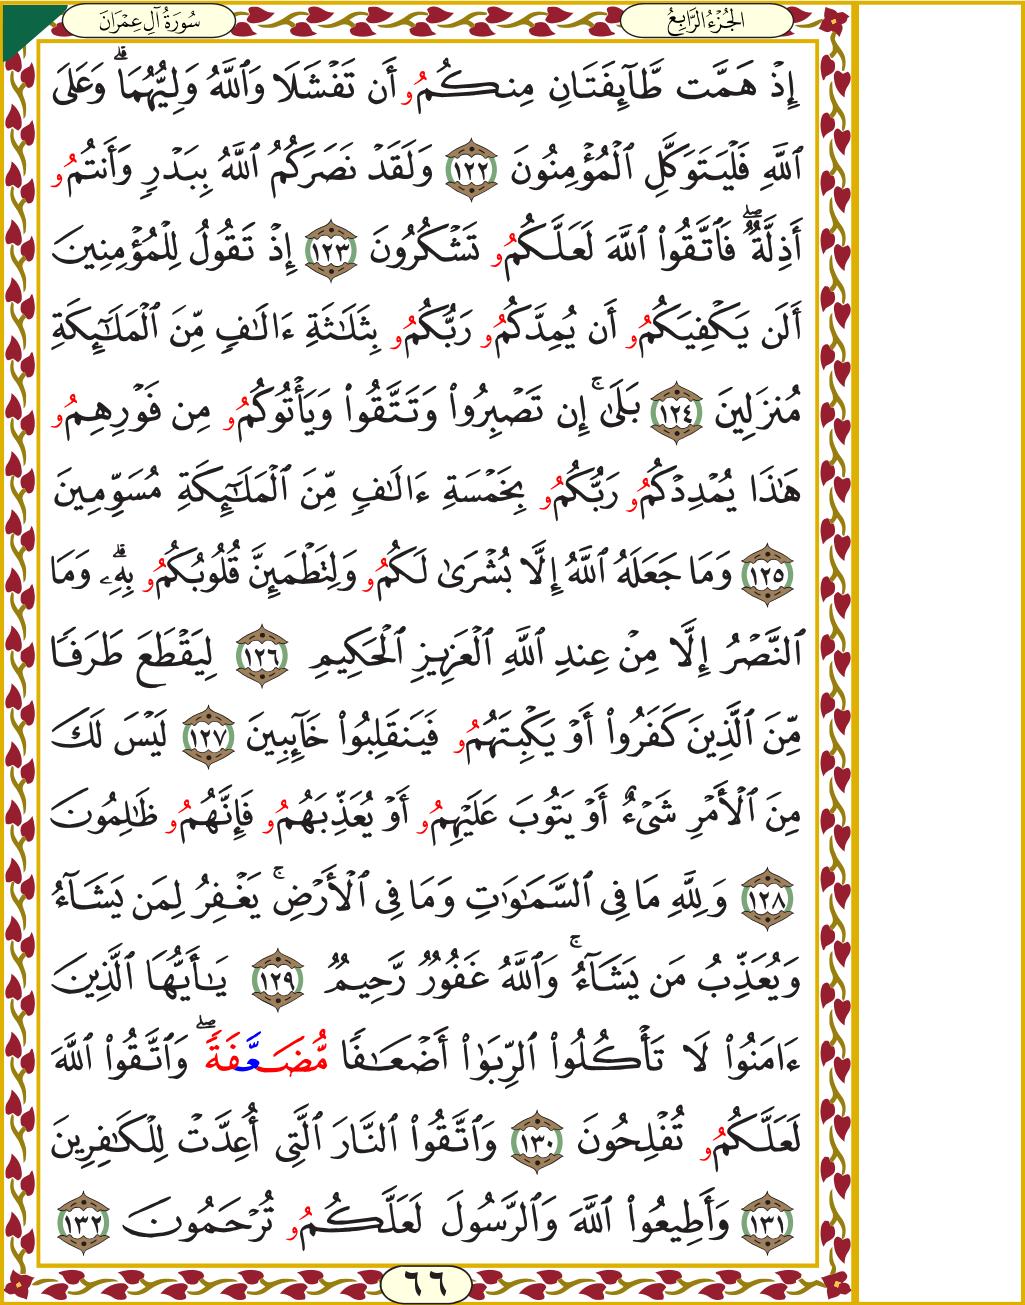 الجُزْءُ الرَّابِعُ
سُورَةُ آلِ عِمْرَانَ
إِذْ هَمَّت طَّآئِفَتَانِ مِنكُمُۥ أَن تَفْشَلَا وَٱللَّهُ وَلِيُّهُمَا ۗ وَعَلَى
ٱللَّهِ فَلْيَتَوَكَّلِ ٱلْمُؤْمِنُونَ ١٢٢ وَلَقَدْ نَصَرَكُمُ ٱللَّهُ بِبَدْرٍ وَأَنتُمُۥ
أَذِلَّةٌ ۖ فَٱتَّقُوا۟ ٱللَّهَ لَعَلَّكُمُۥ تَشْكُرُونَ ١٢٣ إِذْ تَقُولُ لِلْمُؤْمِنِينَ
أَلَن يَكْفِيَكُمُۥ أَن يُمِدَّكُمُۥ رَبُّكُمُۥ بِثَلَٰثَةِ ءَالَٰفٍ مِّنَ ٱلْمَلَٰٓئِكَةِ
مُنزَلِينَ ١٢٤ بَلَىٰٓ ۚ إِن تَصْبِرُوا۟ وَتَتَّقُوا۟ وَيَأْتُوكُمُۥ مِن فَوْرِهِمُۥ
هَٰذَا يُمْدِدْكُمُۥ رَبُّكُمُۥ بِخَمْسَةِ ءَالَٰفٍ مِّنَ ٱلْمَلَٰٓئِكَةِ مُسَوِّمِينَ
١٢٥ وَمَا جَعَلَهُ ٱللَّهُ إِلَّا بُشْرَىٰ لَكُمُۥ وَلِتَطْمَئِنَّ قُلُوبُكُمُۥ بِهِۦ ۗ وَمَا
ٱلنَّصْرُ إِلَّا مِنْ عِندِ ٱللَّهِ ٱلْعَزِيزِ ٱلْحَكِيمِ ١٢٦ لِيَقْطَعَ طَرَفًا
مِّنَ ٱلَّذِينَ كَفَرُوا۟ أَوْ يَكْبِتَهُمُۥ فَيَنقَلِبُوا۟ خَآئِبِينَ ١٢٧ لَيْسَ لَكَ
مِنَ ٱلْأَمْرِ شَىْءٌ أَوْ يَتُوبَ عَلَيْهِمُۥ أَوْ يُعَذِّبَهُمُۥ فَإِنَّهُمُۥ ظَٰلِمُونَ
١٢٨ وَلِلَّهِ مَا فِى ٱلسَّمَٰوَٰتِ وَمَا فِى ٱلْأَرْضِ ۚ يَغْفِرُ لِمَن يَشَآءُ
وَيُعَذِّبُ مَن يَشَآءُ ۚ وَٱللَّهُ غَفُورٌ رَّحِيمٌ ١٢٩ يَٰٓأَيُّهَا ٱلَّذِينَ
ءَامَنُوا۟ لَا تَأْكُلُوا۟ ٱلرِّبَوٰٓا۟ أَضْعَٰفًا مُّضَعَّفَةً ۖ وَٱتَّقُوا۟ ٱللَّهَ
لَعَلَّكُمُۥ تُفْلِحُونَ ١٣٠ وَٱتَّقُوا۟ ٱلنَّارَ ٱلَّتِىٓ أُعِدَّتْ لِلْكَٰفِرِينَ
١٣١ وَأَطِيعُوا۟ ٱللَّهَ وَٱلرَّسُولَ لَعَلَّكُمُۥ تُرْحَمُونَ ١٣٢
٦٦